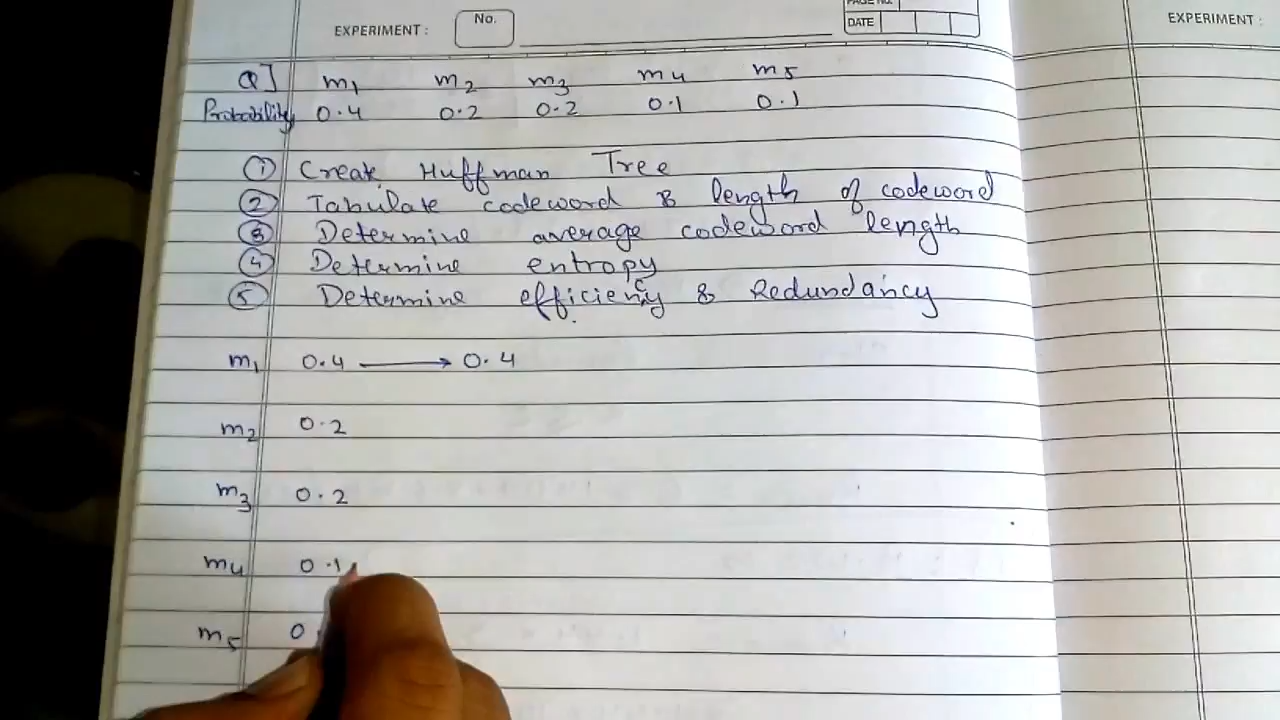 EXPERIMENT : No.
PAGE No.
DATE
EXPERIMENT :
Q] m1 m2 m3 m4 m5
Probability 0.4 0.2 0.2 0.1 0.1
① Create Huffman Tree
② Tabulate codeword & length of codeword
③ Determine average codeword length
④ Determine entropy
⑤ Determine efficiency & Redundancy
m1 0.4 → 0.4
m2 0.2
m3 0.2
m4 0.1
m5 0.